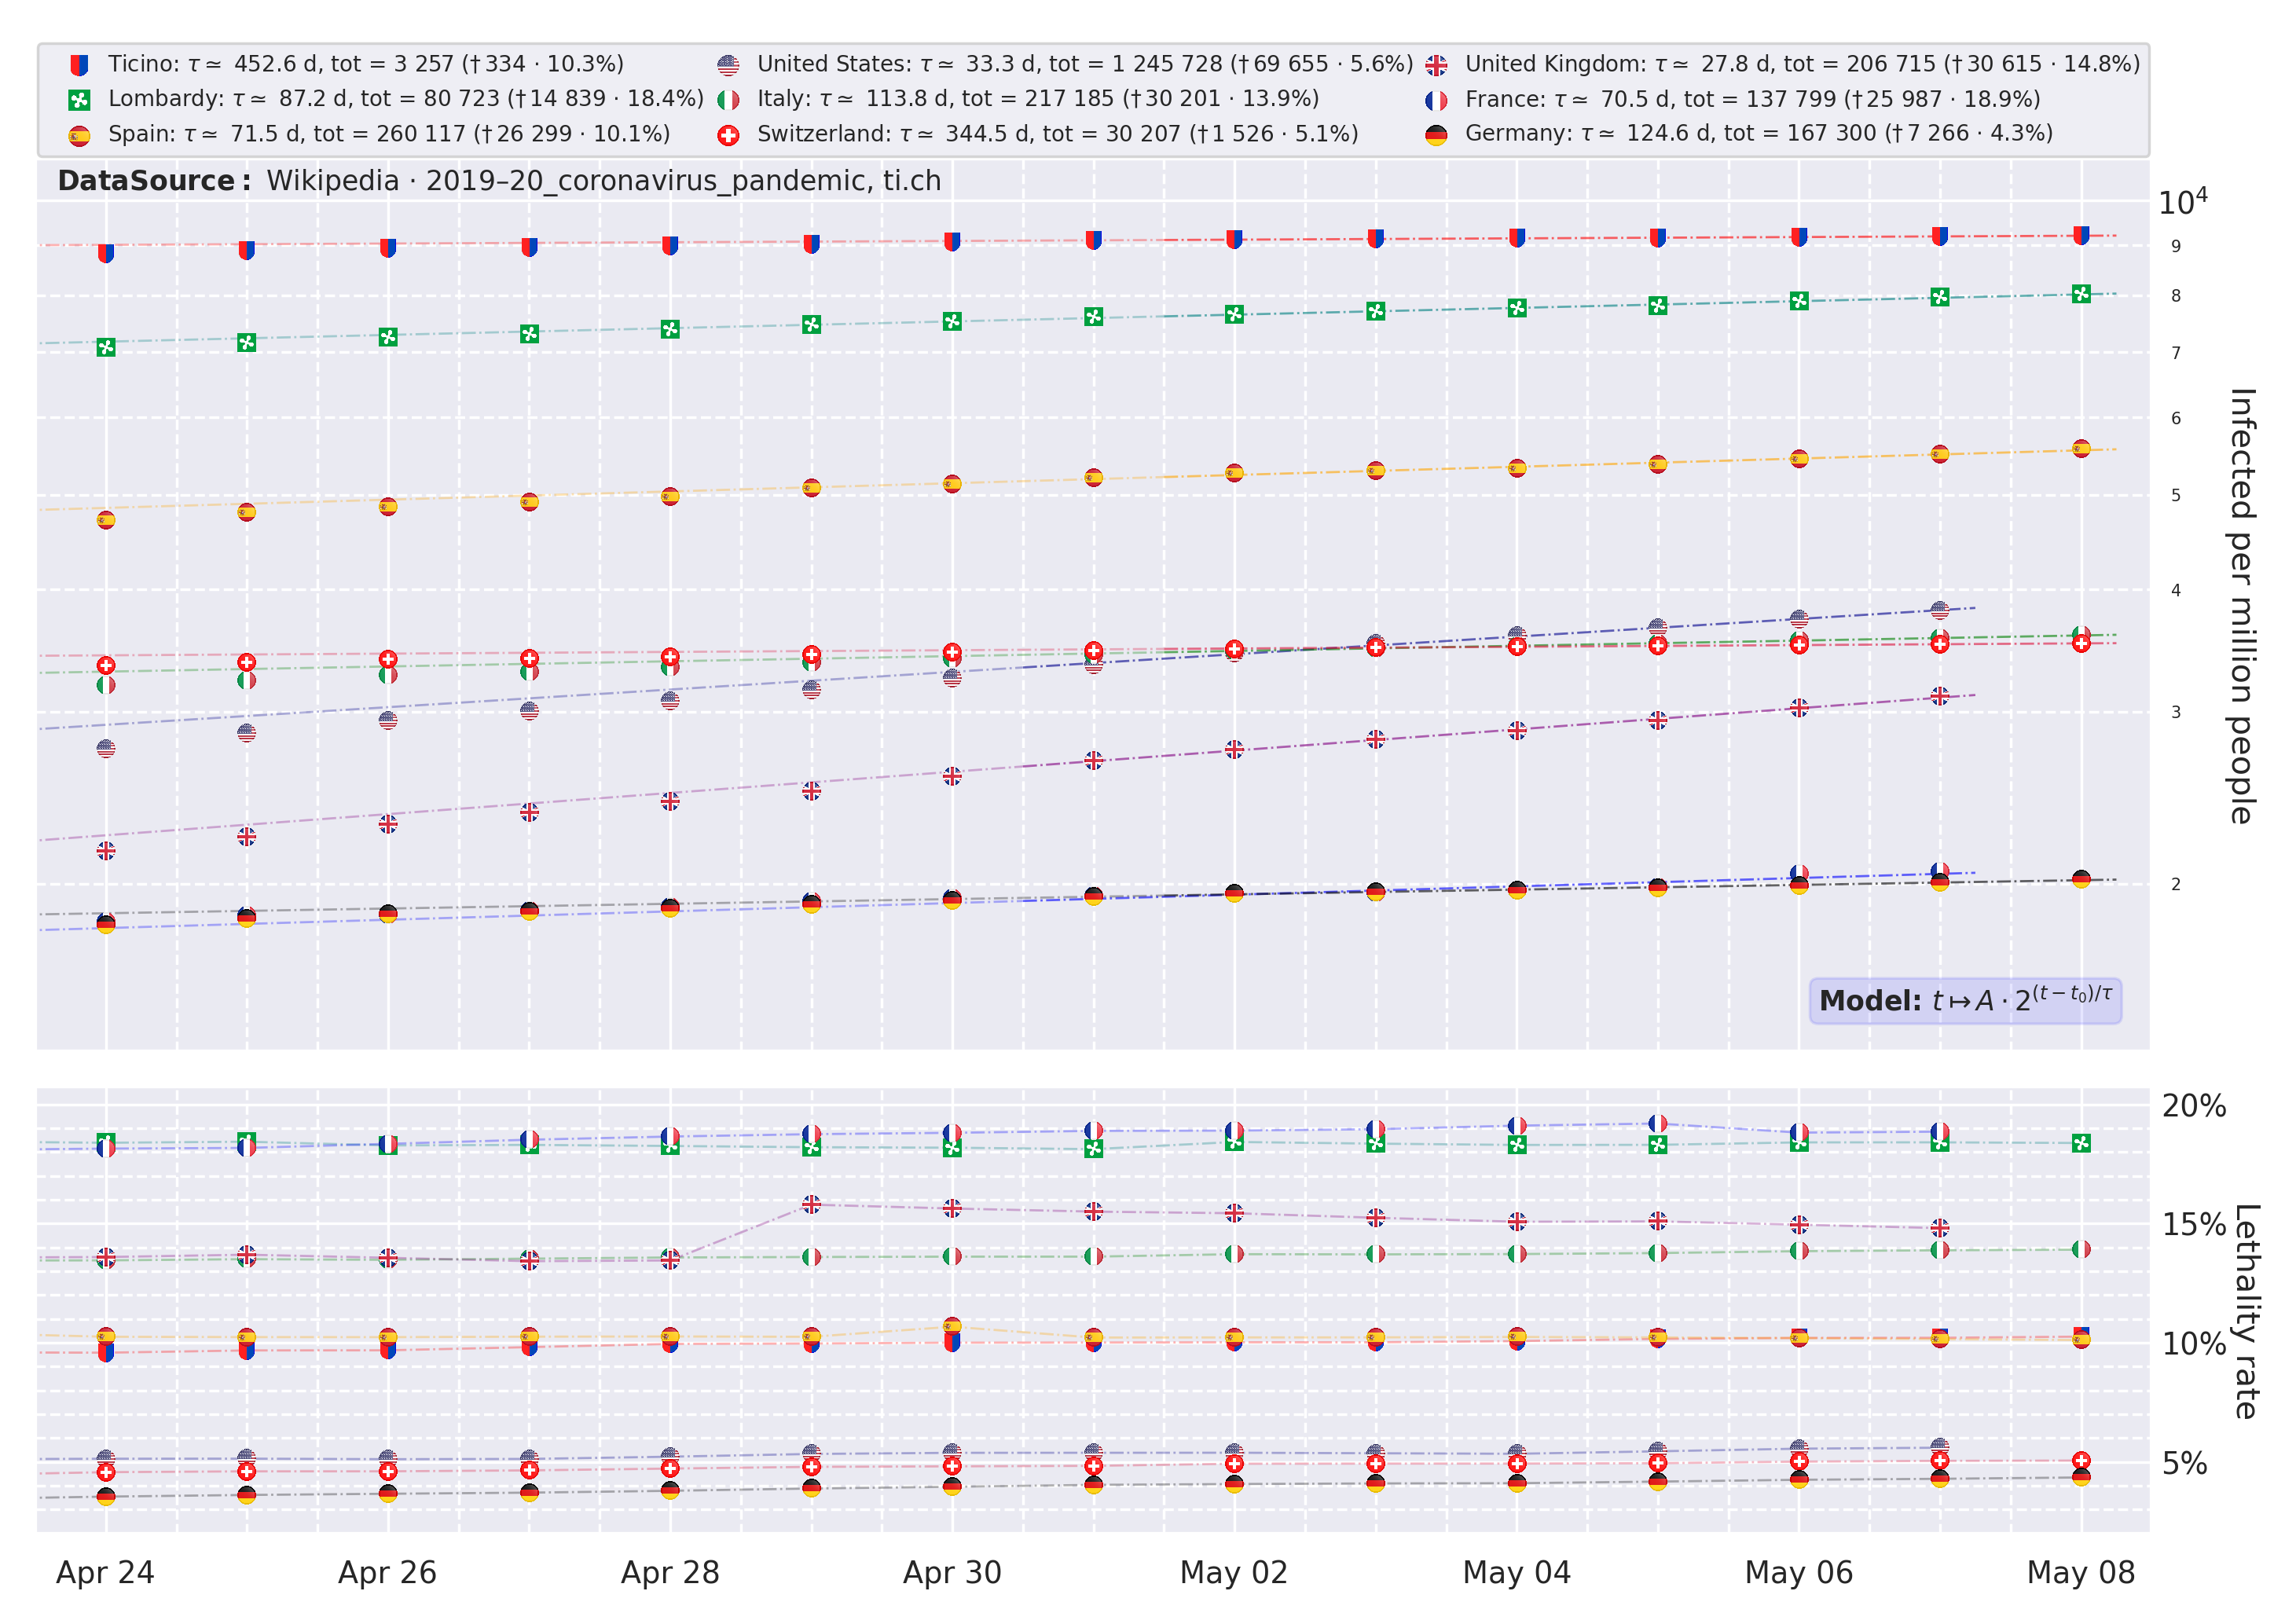 Ticino: τ ≃ 452.6 d, tot = 3 257 (†334 · 10.3%)
United States: τ ≃ 33.3 d, tot = 1 245 728 (†69 655 · 5.6%)
United Kingdom: τ ≃ 27.8 d, tot = 206 715 (†30 615 · 14.8%)
Lombardy: τ ≃ 87.2 d, tot = 80 723 (†14 839 · 18.4%)
Italy: τ ≃ 113.8 d, tot = 217 185 (†30 201 · 13.9%)
France: τ ≃ 70.5 d, tot = 137 799 (†25 987 · 18.9%)
Spain: τ ≃ 71.5 d, tot = 260 117 (†26 299 · 10.1%)
Switzerland: τ ≃ 344.5 d, tot = 30 207 (†1 526 · 5.1%)
Germany: τ ≃ 124.6 d, tot = 167 300 (†7 266 · 4.3%)
DataSource: Wikipedia · 2019–20_coronavirus_pandemic, ti.ch
10⁴
9
8
7
6
5
4
3
2
Infected per million people
Model: t ↦ A · 2^((t − t₀)/τ)
20%
15%
10%
5%
Lethality rate
Apr 24
Apr 26
Apr 28
Apr 30
May 02
May 04
May 06
May 08